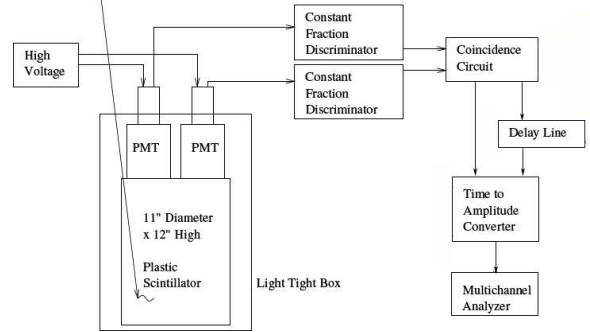 High
Voltage
Constant
Fraction
Discriminator
Constant
Fraction
Discriminator
Coincidence
Circuit
Delay Line
PMT
PMT
Time to
Amplitude
Converter
11" Diameter
x 12" High
Plastic
Scintillator
Light Tight Box
Multichannel
Analyzer